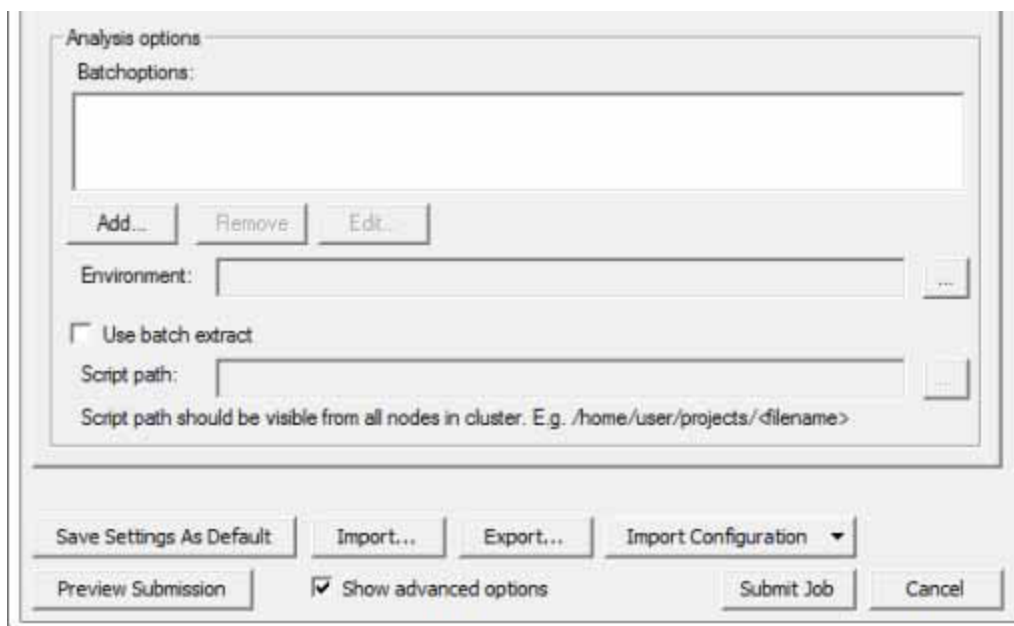 Analysis options
Batchoptions:
Add... Remove Edit...
Environment: ...
Use batch extract
Script path: ...
Script path should be visible from all nodes in cluster. E.g. /home/user/projects/<filename>
Save Settings As Default Import... Export... Import Configuration
Preview Submission Show advanced options Submit Job Cancel